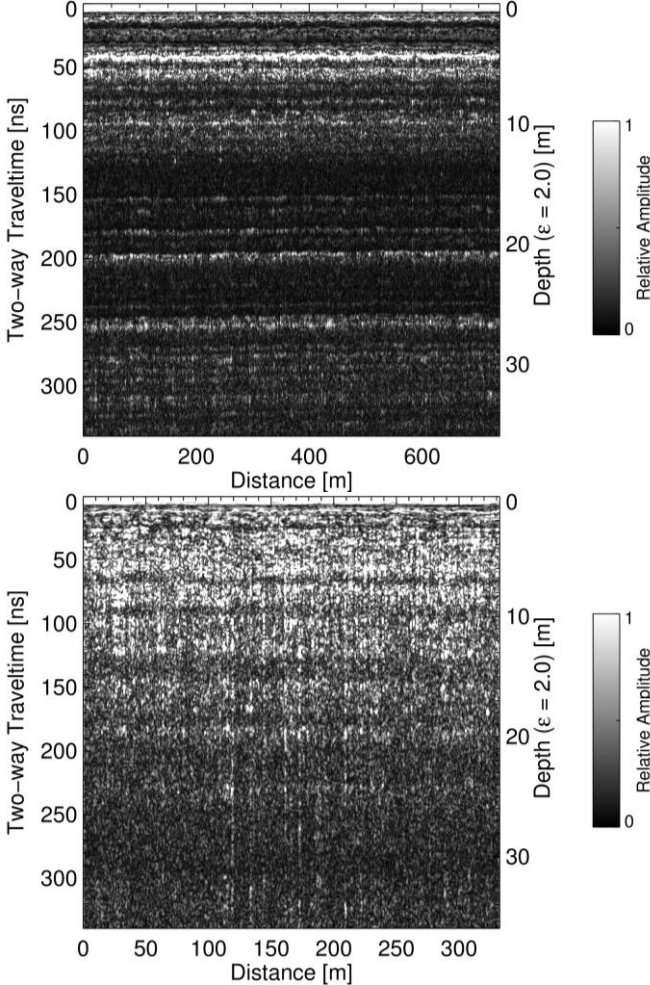 0
50
100
150
200
250
300
Two−way Traveltime [ns]
0
10
20
30
Depth (ε = 2.0) [m]
1
0
Relative Amplitude
0 200 400 600
Distance [m]
0
50
100
150
200
250
300
Two−way Traveltime [ns]
0
10
20
30
Depth (ε = 2.0) [m]
1
0
Relative Amplitude
0 50 100 150 200 250 300
Distance [m]